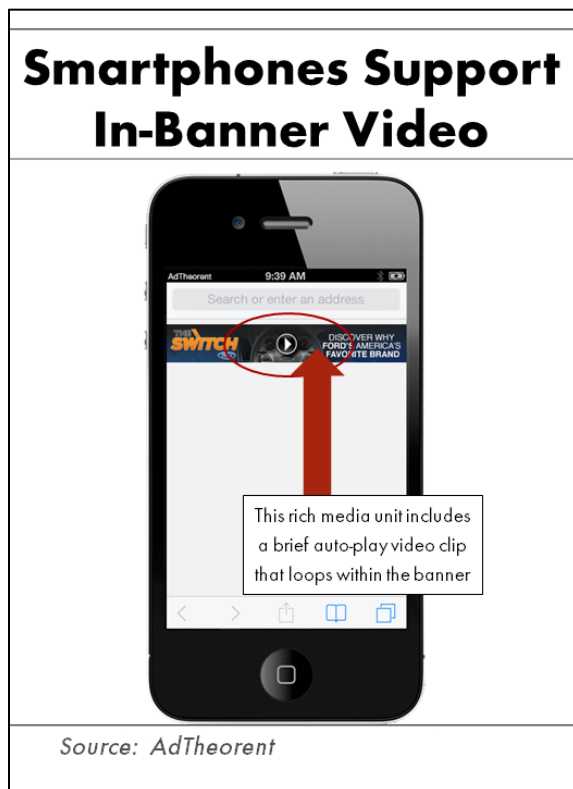 Smartphones Support
In-Banner Video
AdTheorent 9:39 AM
Search or enter an address
THE
SWITCH
Ford
DISCOVER WHY
FORD'S AMERICA'S
FAVORITE BRAND
This rich media unit includes
a brief auto-play video clip
that loops within the banner
Source: AdTheorent